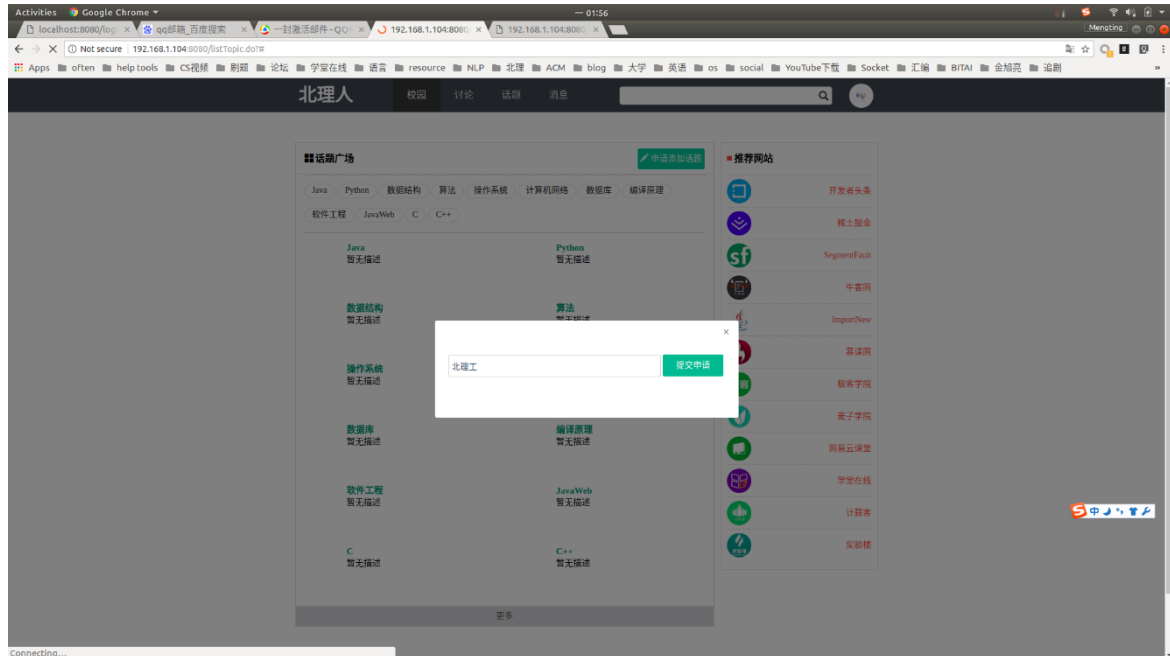 Activities Google Chrome 01:56
localhost:8080/log qq邮箱_百度搜索 一封激活邮件 - QQ 192.168.1.104:8080 192.168.1.104:8080 Mengting
Not secure 192.168.1.104:8080/listTopic.do?#
Apps often help tools CS视频 刷题 论坛 学堂在线 语言 resource NLP 北理 ACM blog 大学 英语 os social YouTube下载 Socket 汇编 BITAI 金旭亮 追剧 »
北理人 校园 讨论 话题 消息
话题广场 申请添加话题
Java Python 数据结构 算法 操作系统 计算机网络 数据库 编译原理
软件工程 JavaWeb C C++
Java Python
暂无描述 暂无描述
数据结构 算法
暂无描述 暂无描述
操作系统
暂无描述
数据库 编译原理
暂无描述 暂无描述
软件工程 JavaWeb
暂无描述 暂无描述
C C++
暂无描述 暂无描述
更多
北理工 提交申请
×
推荐网站
开发者头条
稀土掘金
sf SegmentFault
牛客网
ImportNew
慕课网
极客学院
麦子学院
网易云课堂
学堂在线
计蒜客
实验楼
中
Connecting...